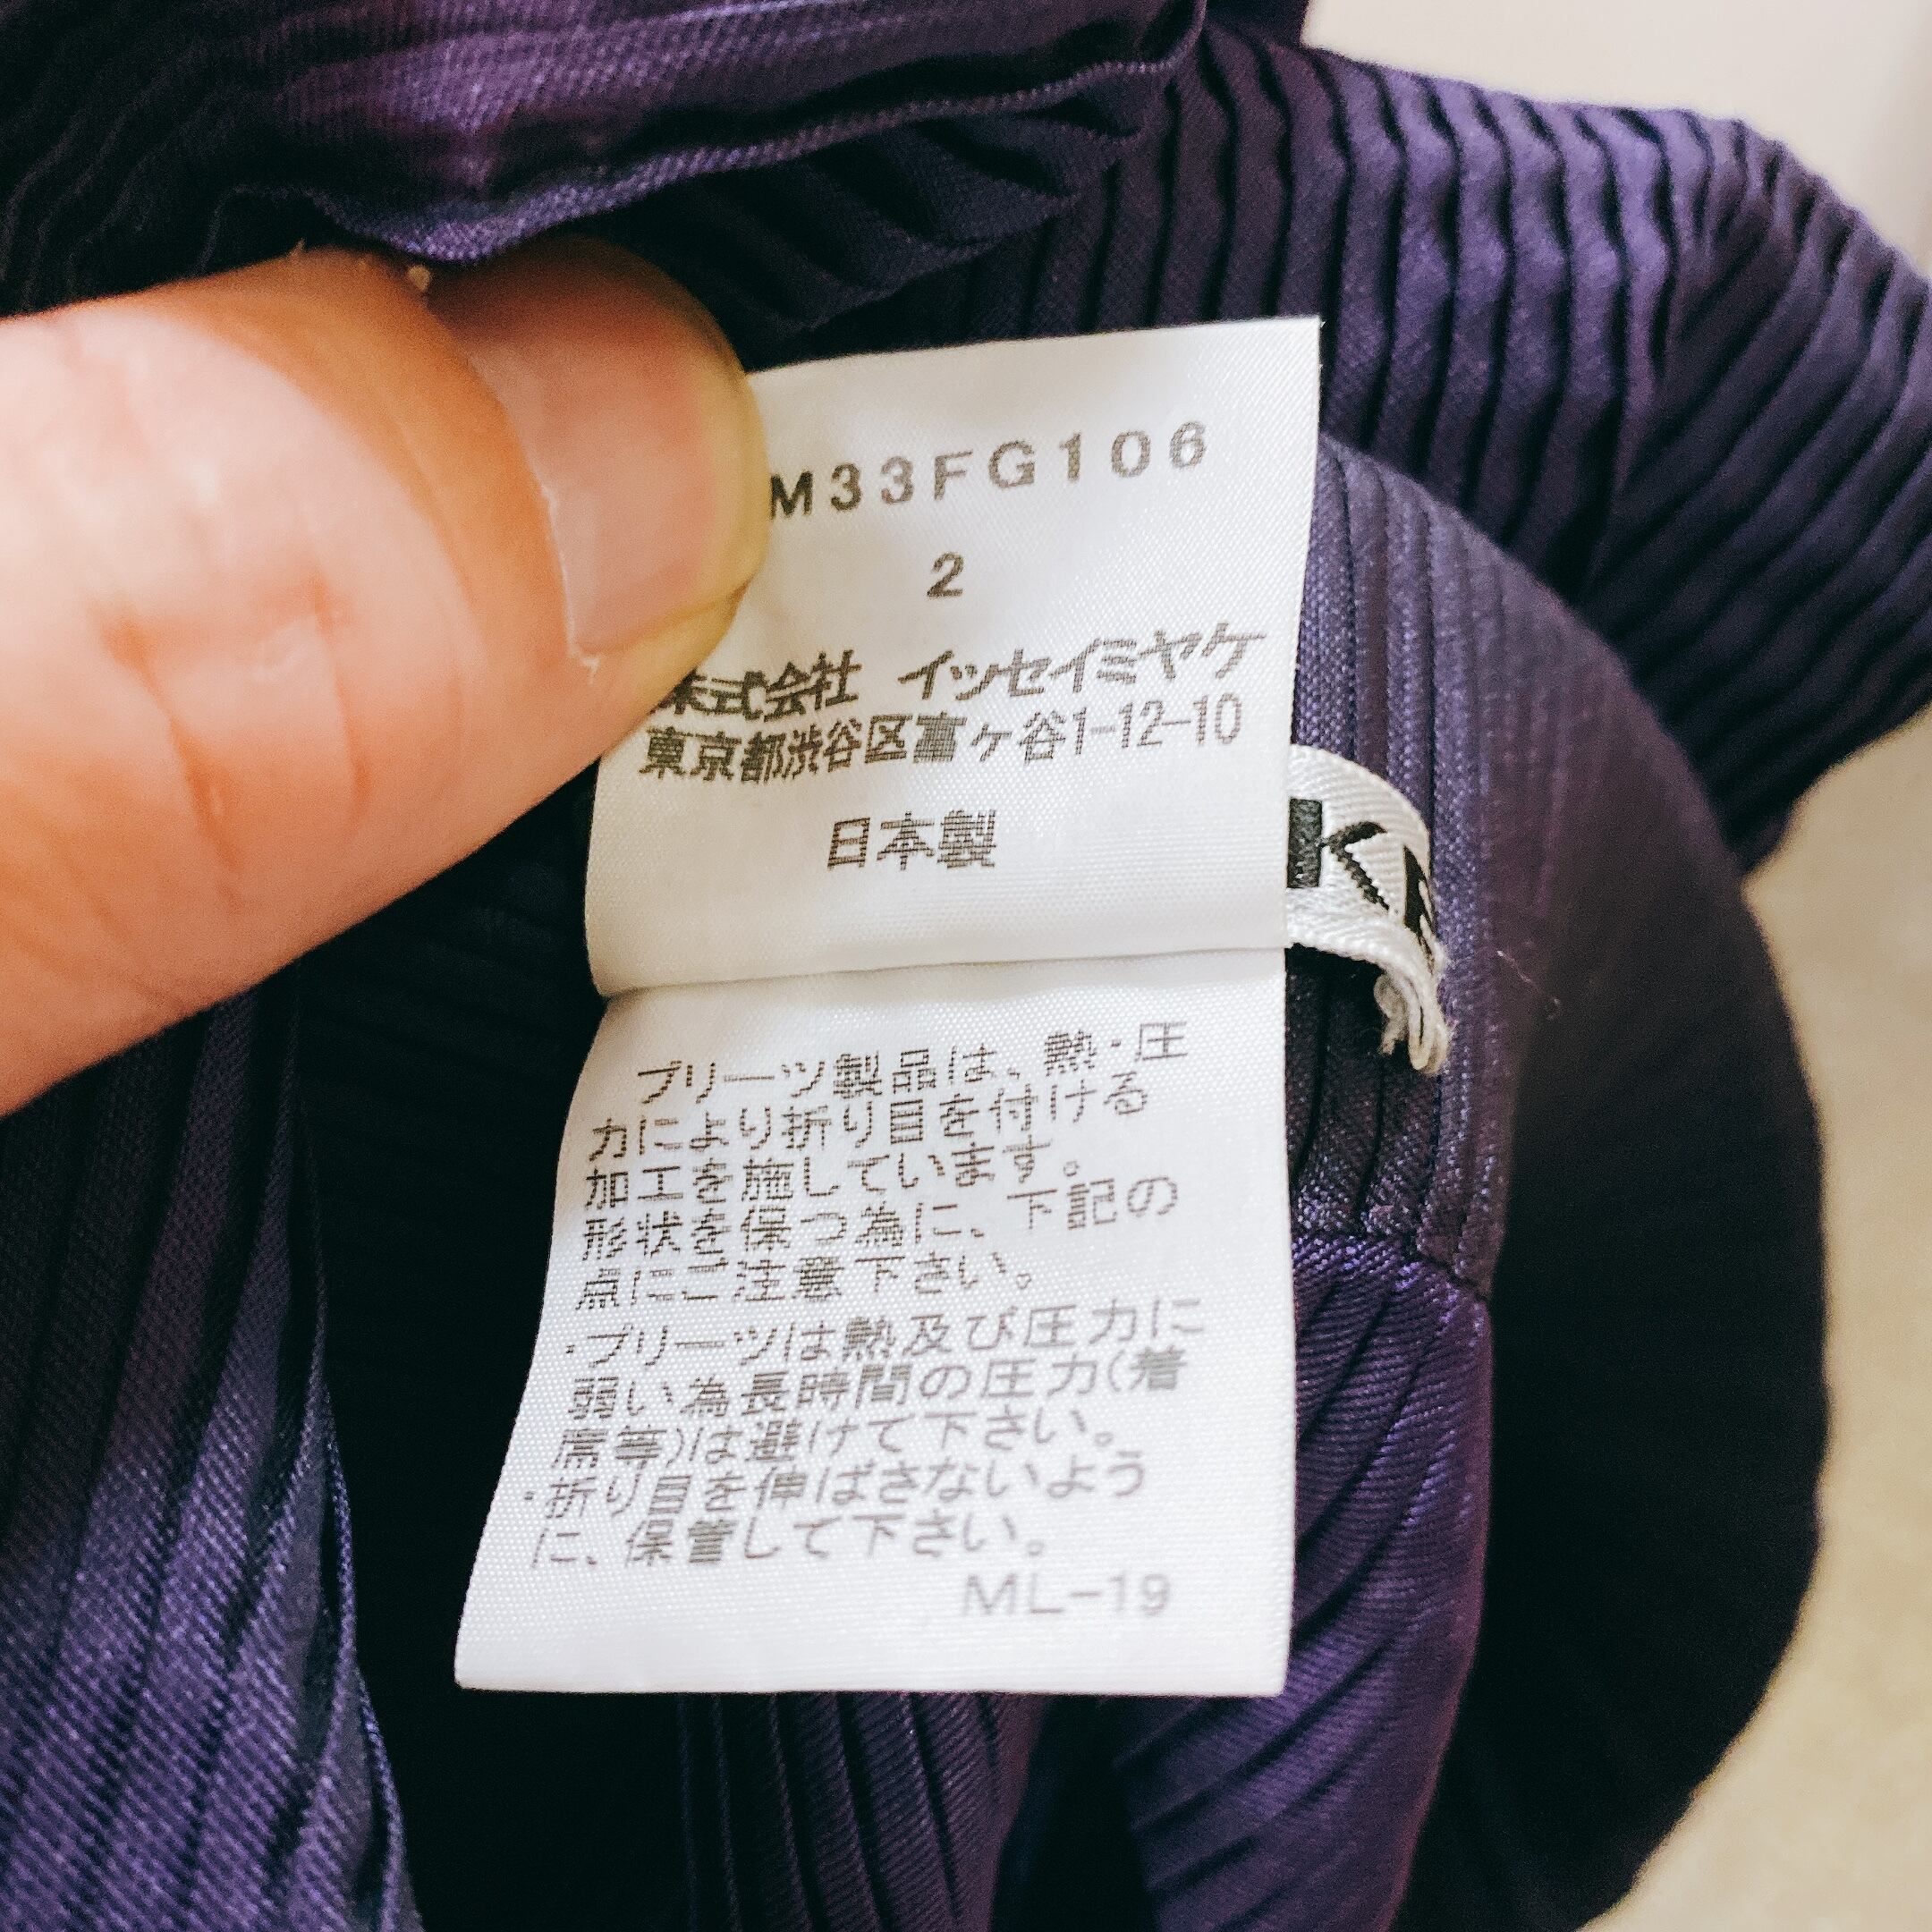 M33FG106
2
株式会社 イッセイミヤケ
東京都渋谷区富ヶ谷1-12-10
日本製
K
プリーツ製品は、熱・圧
力により折り目を付ける
加工を施しています。
形状を保つ為に、下記の
点にご注意下さい。
・プリーツは熱及び圧力に
弱い為長時間の圧力(着
席等)は避けて下さい。
・折り目を伸ばさないよう
に、保管して下さい。
ML-19